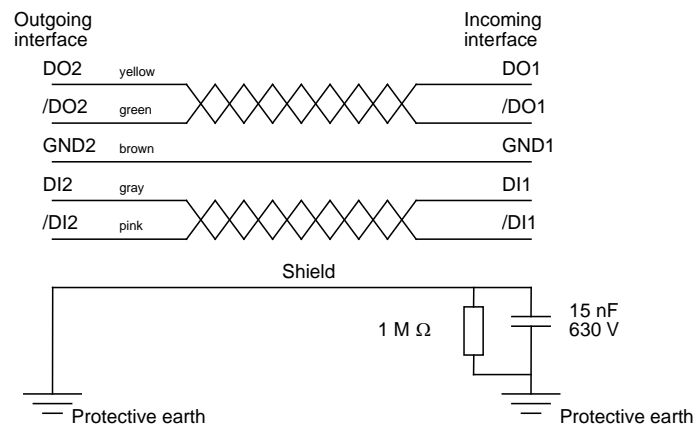 Outgoing
interface
Incoming
interface
DO2 yellow DO1
/DO2 green /DO1
GND2 brown GND1
DI2 gray DI1
/DI2 pink /DI1
Shield
1 M Ω
15 nF
630 V
Protective earth
Protective earth